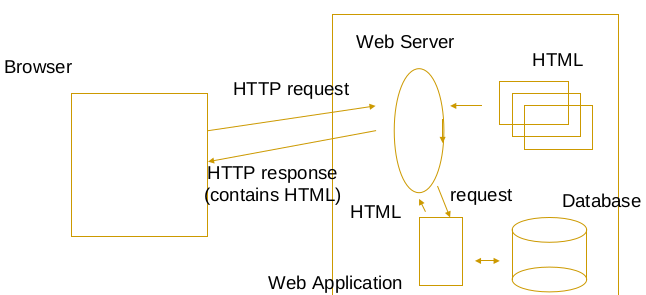 Web Server
HTML
Browser
HTTP request
HTTP response
(contains HTML)
request
Database
HTML
Web Application